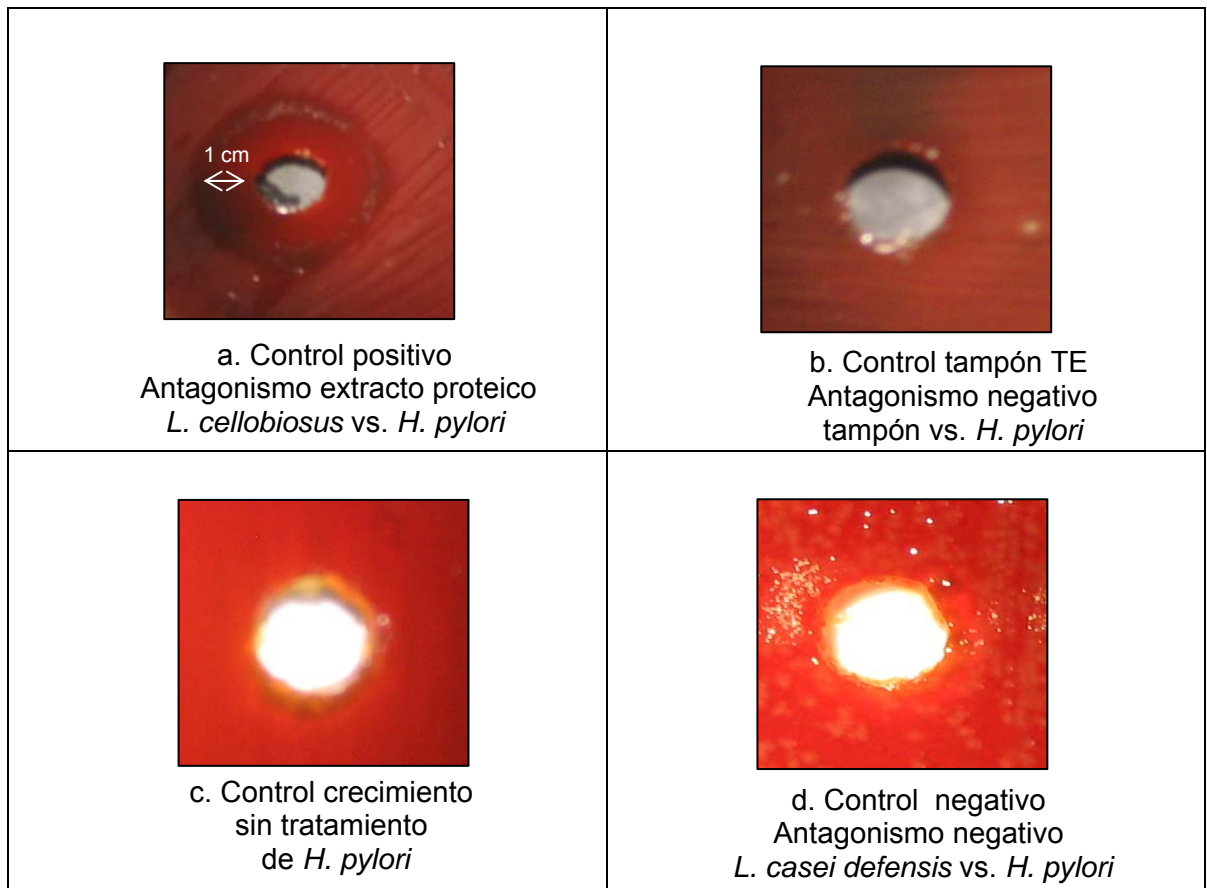 1 cm
a. Control positivo
Antagonismo extracto proteico
L. cellobiosus vs. H. pylori
b. Control tampón TE
Antagonismo negativo
tampón vs. H. pylori
c. Control crecimiento
sin tratamiento
de H. pylori
d. Control negativo
Antagonismo negativo
L. casei defensis vs. H. pylori